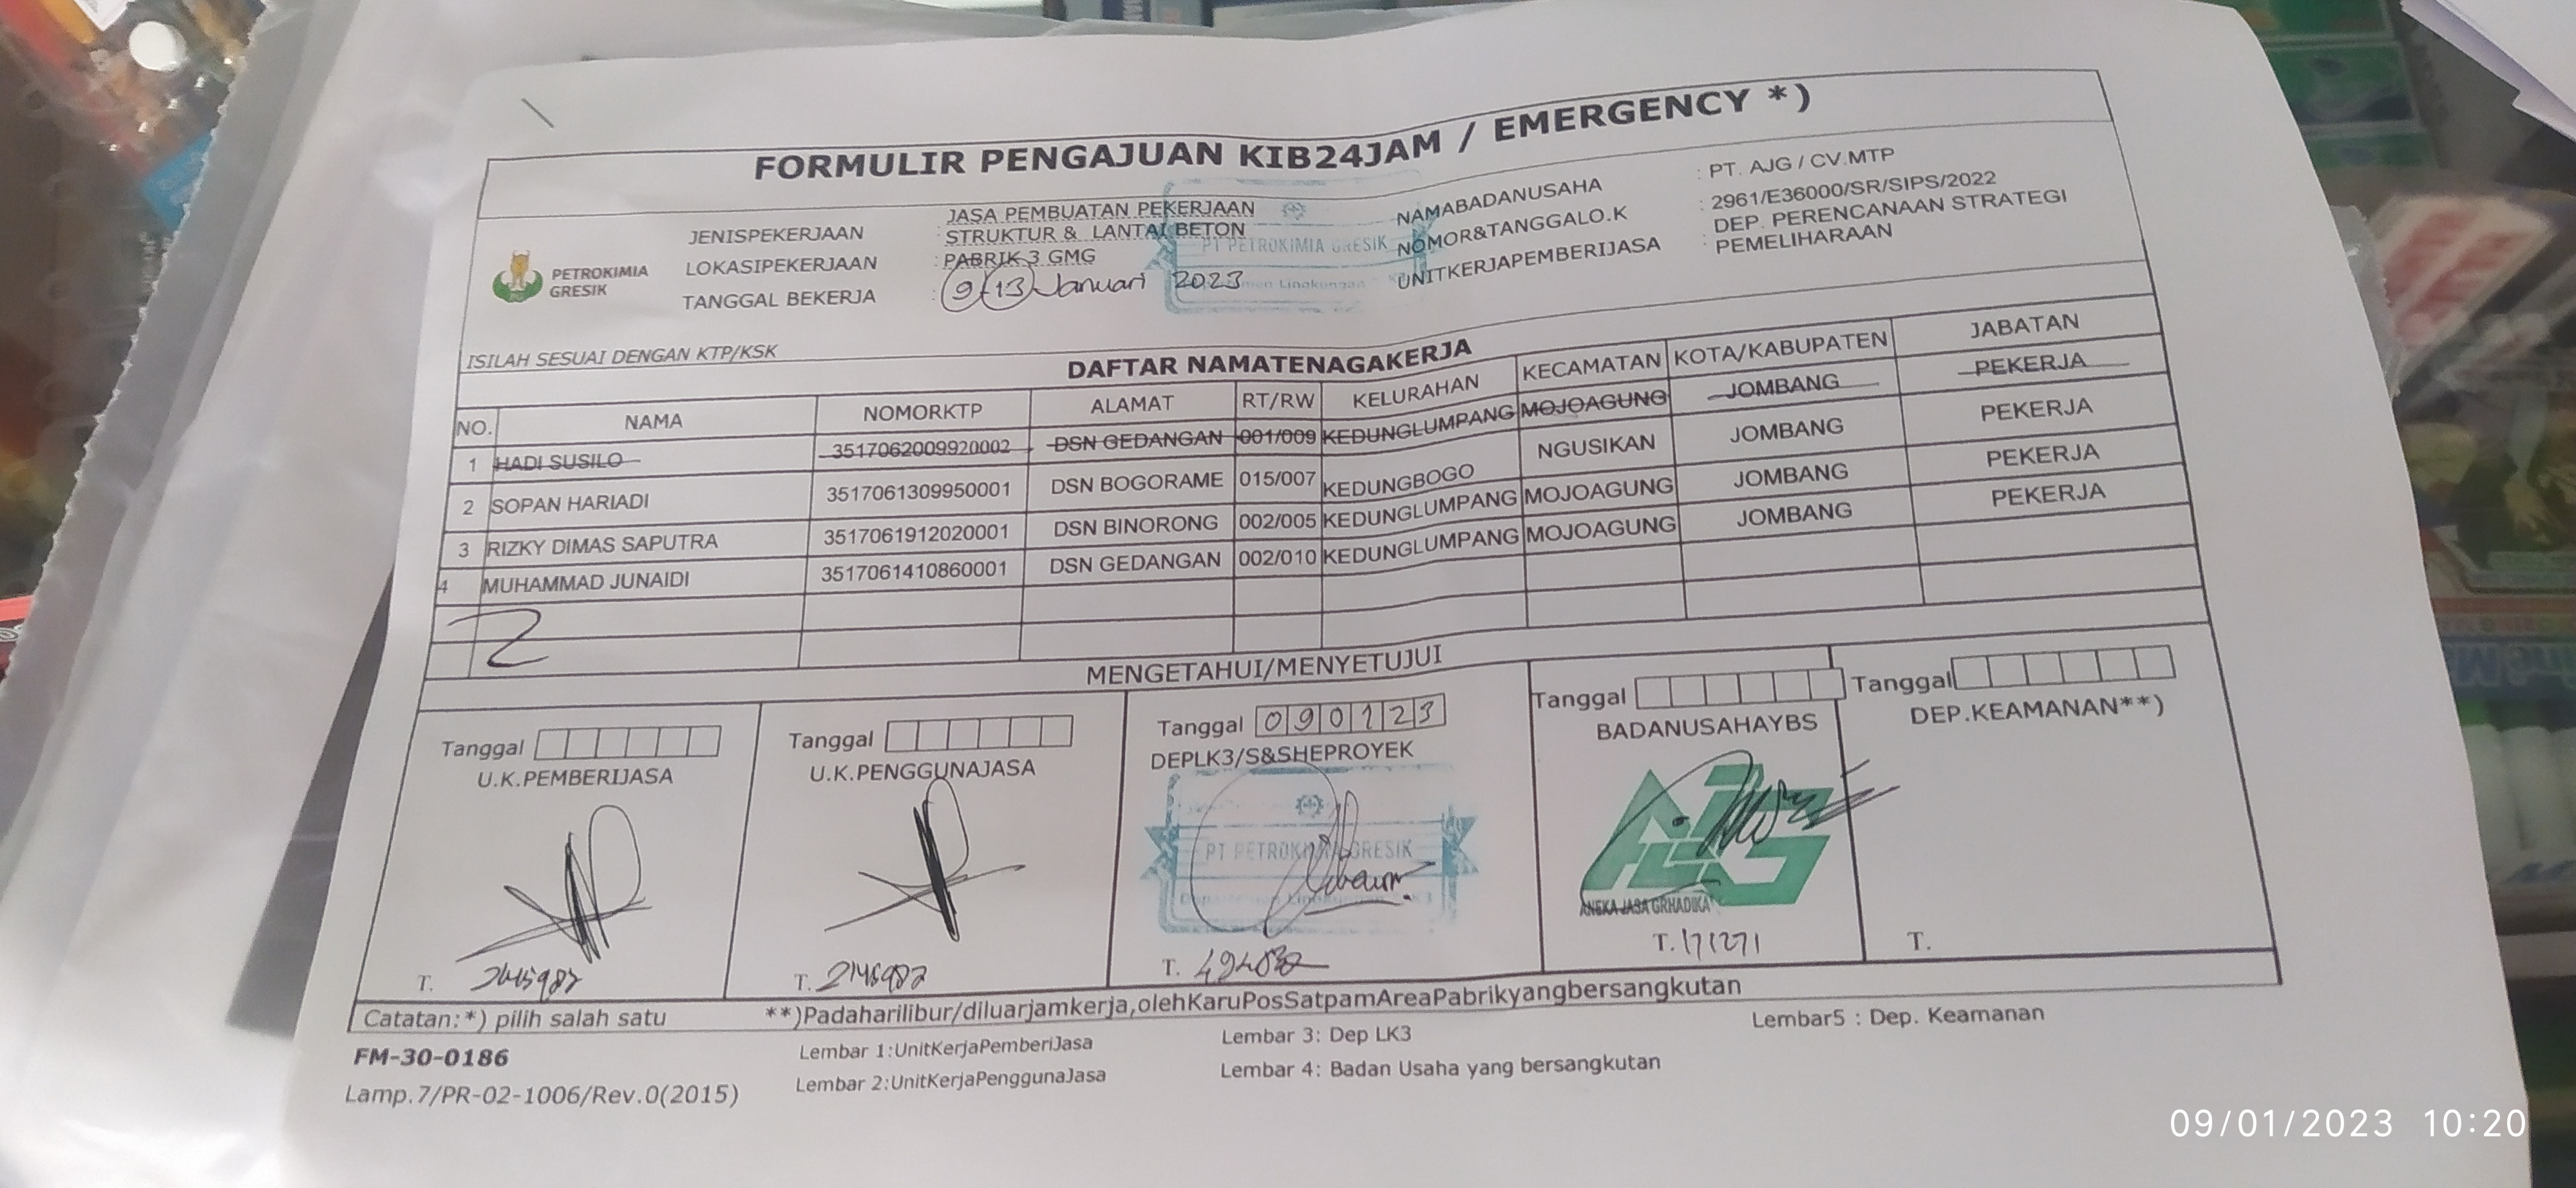 FORMULIR PENGAJUAN KIB24JAM / EMERGENCY *)
PETROKIMIA
GRESIK
JENISPEKERJAAN : JASA PEMBUATAN PEKERJAAN
STRUKTUR & LANTAI BETON
LOKASIPEKERJAAN : PABRIK 3 GMG
TANGGAL BEKERJA : 9-13 Januari 2023
PT PETROKIMIA GRESIK
NAMABADANUSAHA : PT. AJG / CV.MTP
NOMOR&TANGGALO.K : 2961/E36000/SR/SIPS/2022
UNITKERJAPEMBERIJASA : DEP. PERENCANAAN STRATEGI
PEMELIHARAAN
ISILAH SESUAI DENGAN KTP/KSK
DAFTAR NAMATENAGAKERJA
NO. NAMA NOMORKTP ALAMAT RT/RW KELURAHAN KECAMATAN KOTA/KABUPATEN JABATAN
1 HADI SUSILO 3517062009920002 DSN GEDANGAN 001/009 KEDUNGLUMPANG MOJOAGUNG JOMBANG PEKERJA
2 SOPAN HARIADI 3517061309950001 DSN BOGORAME 015/007 KEDUNGBOGO NGUSIKAN JOMBANG PEKERJA
3 RIZKY DIMAS SAPUTRA 3517061912020001 DSN BINORONG 002/005 KEDUNGLUMPANG MOJOAGUNG JOMBANG PEKERJA
4 MUHAMMAD JUNAIDI 3517061410860001 DSN GEDANGAN 002/010 KEDUNGLUMPANG MOJOAGUNG JOMBANG PEKERJA
MENGETAHUI/MENYETUJUI
Tanggal
U.K.PEMBERIJASA
T.
Tanggal
U.K.PENGGUNAJASA
T. 2145982
Tanggal 090123
DEPLK3/S&SHEPROYEK
PT PETROKIMIA GRESIK
T.
Tanggal
BADANUSAHAYBS
ANEKA JASA GRHADIKA
T. 171271
Tanggal
DEP.KEAMANAN**)
T.
Catatan:*) pilih salah satu **)Padaharilibur/diluarjamkerja,olehKaruPosSatpamAreaPabrikyangbersangkutan
FM-30-0186
Lamp.7/PR-02-1006/Rev.0(2015)
Lembar 1:UnitKerjaPemberiJasa
Lembar 2:UnitKerjaPenggunaJasa
Lembar 3: Dep LK3
Lembar 4: Badan Usaha yang bersangkutan
Lembar5 : Dep. Keamanan
09/01/2023 10:20